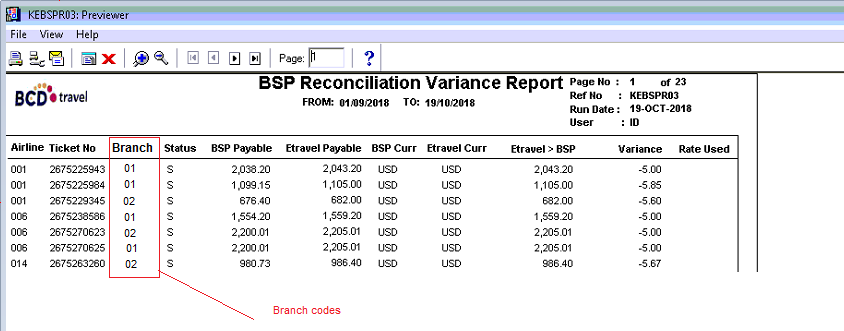 KEBSPR03: Previewer
File View Help
Page: 1 ?
BCD travel
BSP Reconciliation Variance Report
FROM: 01/09/2018 TO: 19/10/2018
Page No : 1 of 23
Ref No : KEBSPR03
Run Date : 19-OCT-2018
User : ID
Airline Ticket No Branch Status BSP Payable Etravel Payable BSP Curr Etravel Curr Etravel > BSP Variance Rate Used
001 2675225943 01 S 2,038.20 2,043.20 USD USD 2,043.20 -5.00
001 2675225984 01 S 1,099.15 1,105.00 USD USD 1,105.00 -5.85
001 2675229345 02 S 676.40 682.00 USD USD 682.00 -5.60
006 2675238586 01 S 1,554.20 1,559.20 USD USD 1,559.20 -5.00
006 2675270623 02 S 2,200.01 2,205.01 USD USD 2,205.01 -5.00
006 2675270625 01 S 2,200.01 2,205.01 USD USD 2,205.01 -5.00
014 2675263260 02 S 980.73 986.40 USD USD 986.40 -5.67
Branch codes